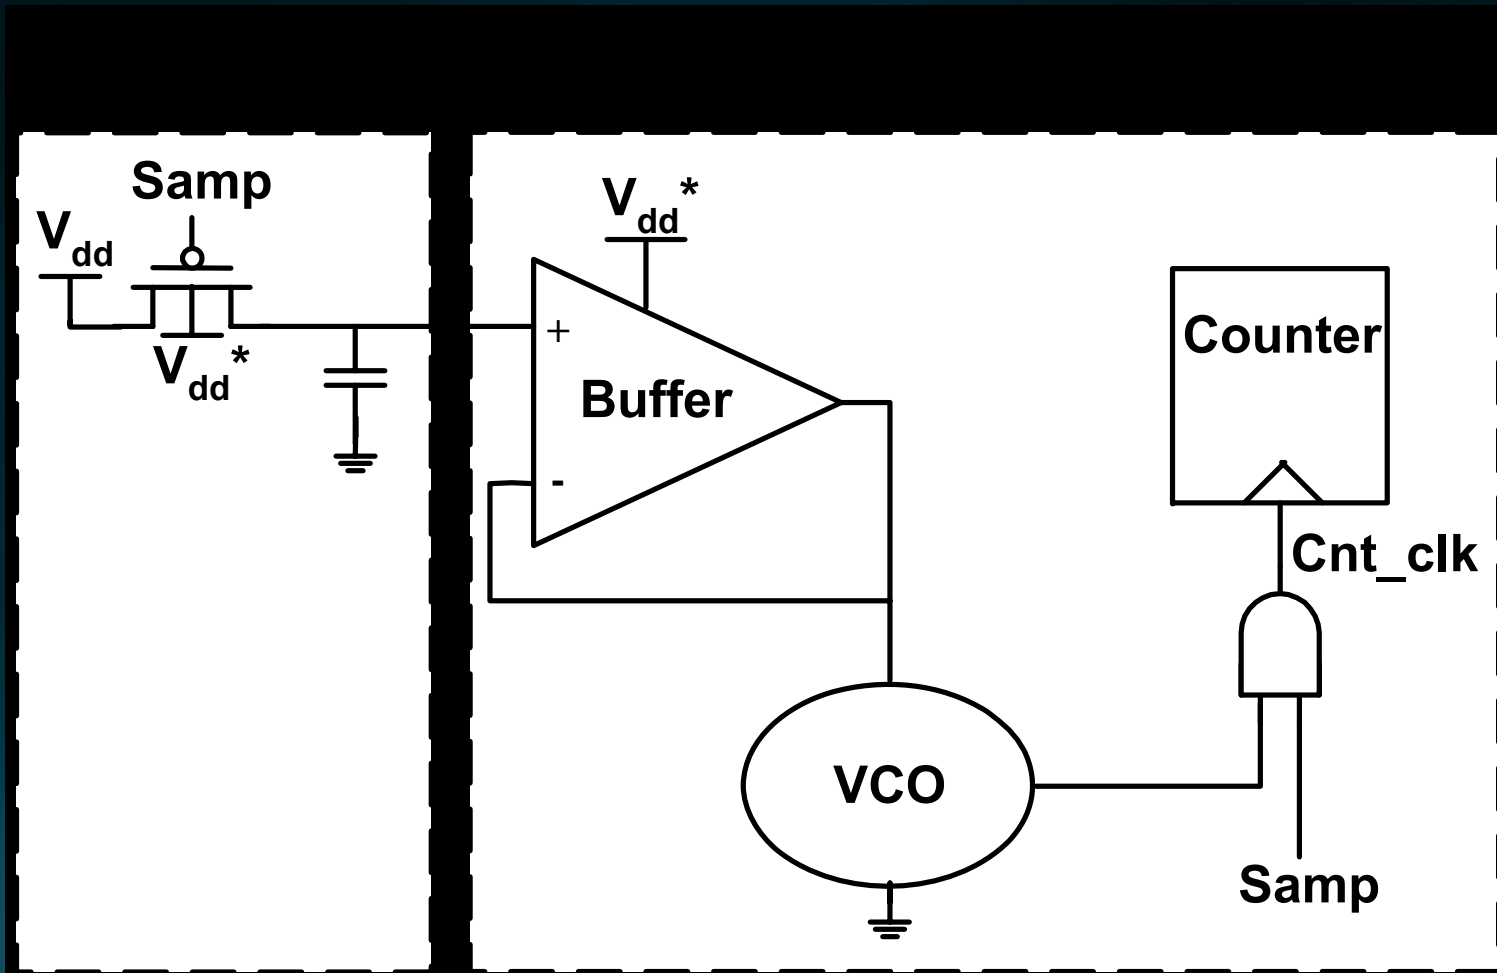 Samp
Vdd
Vdd*
Vdd*
+
Buffer
-
Counter
Cnt_clk
VCO
Samp